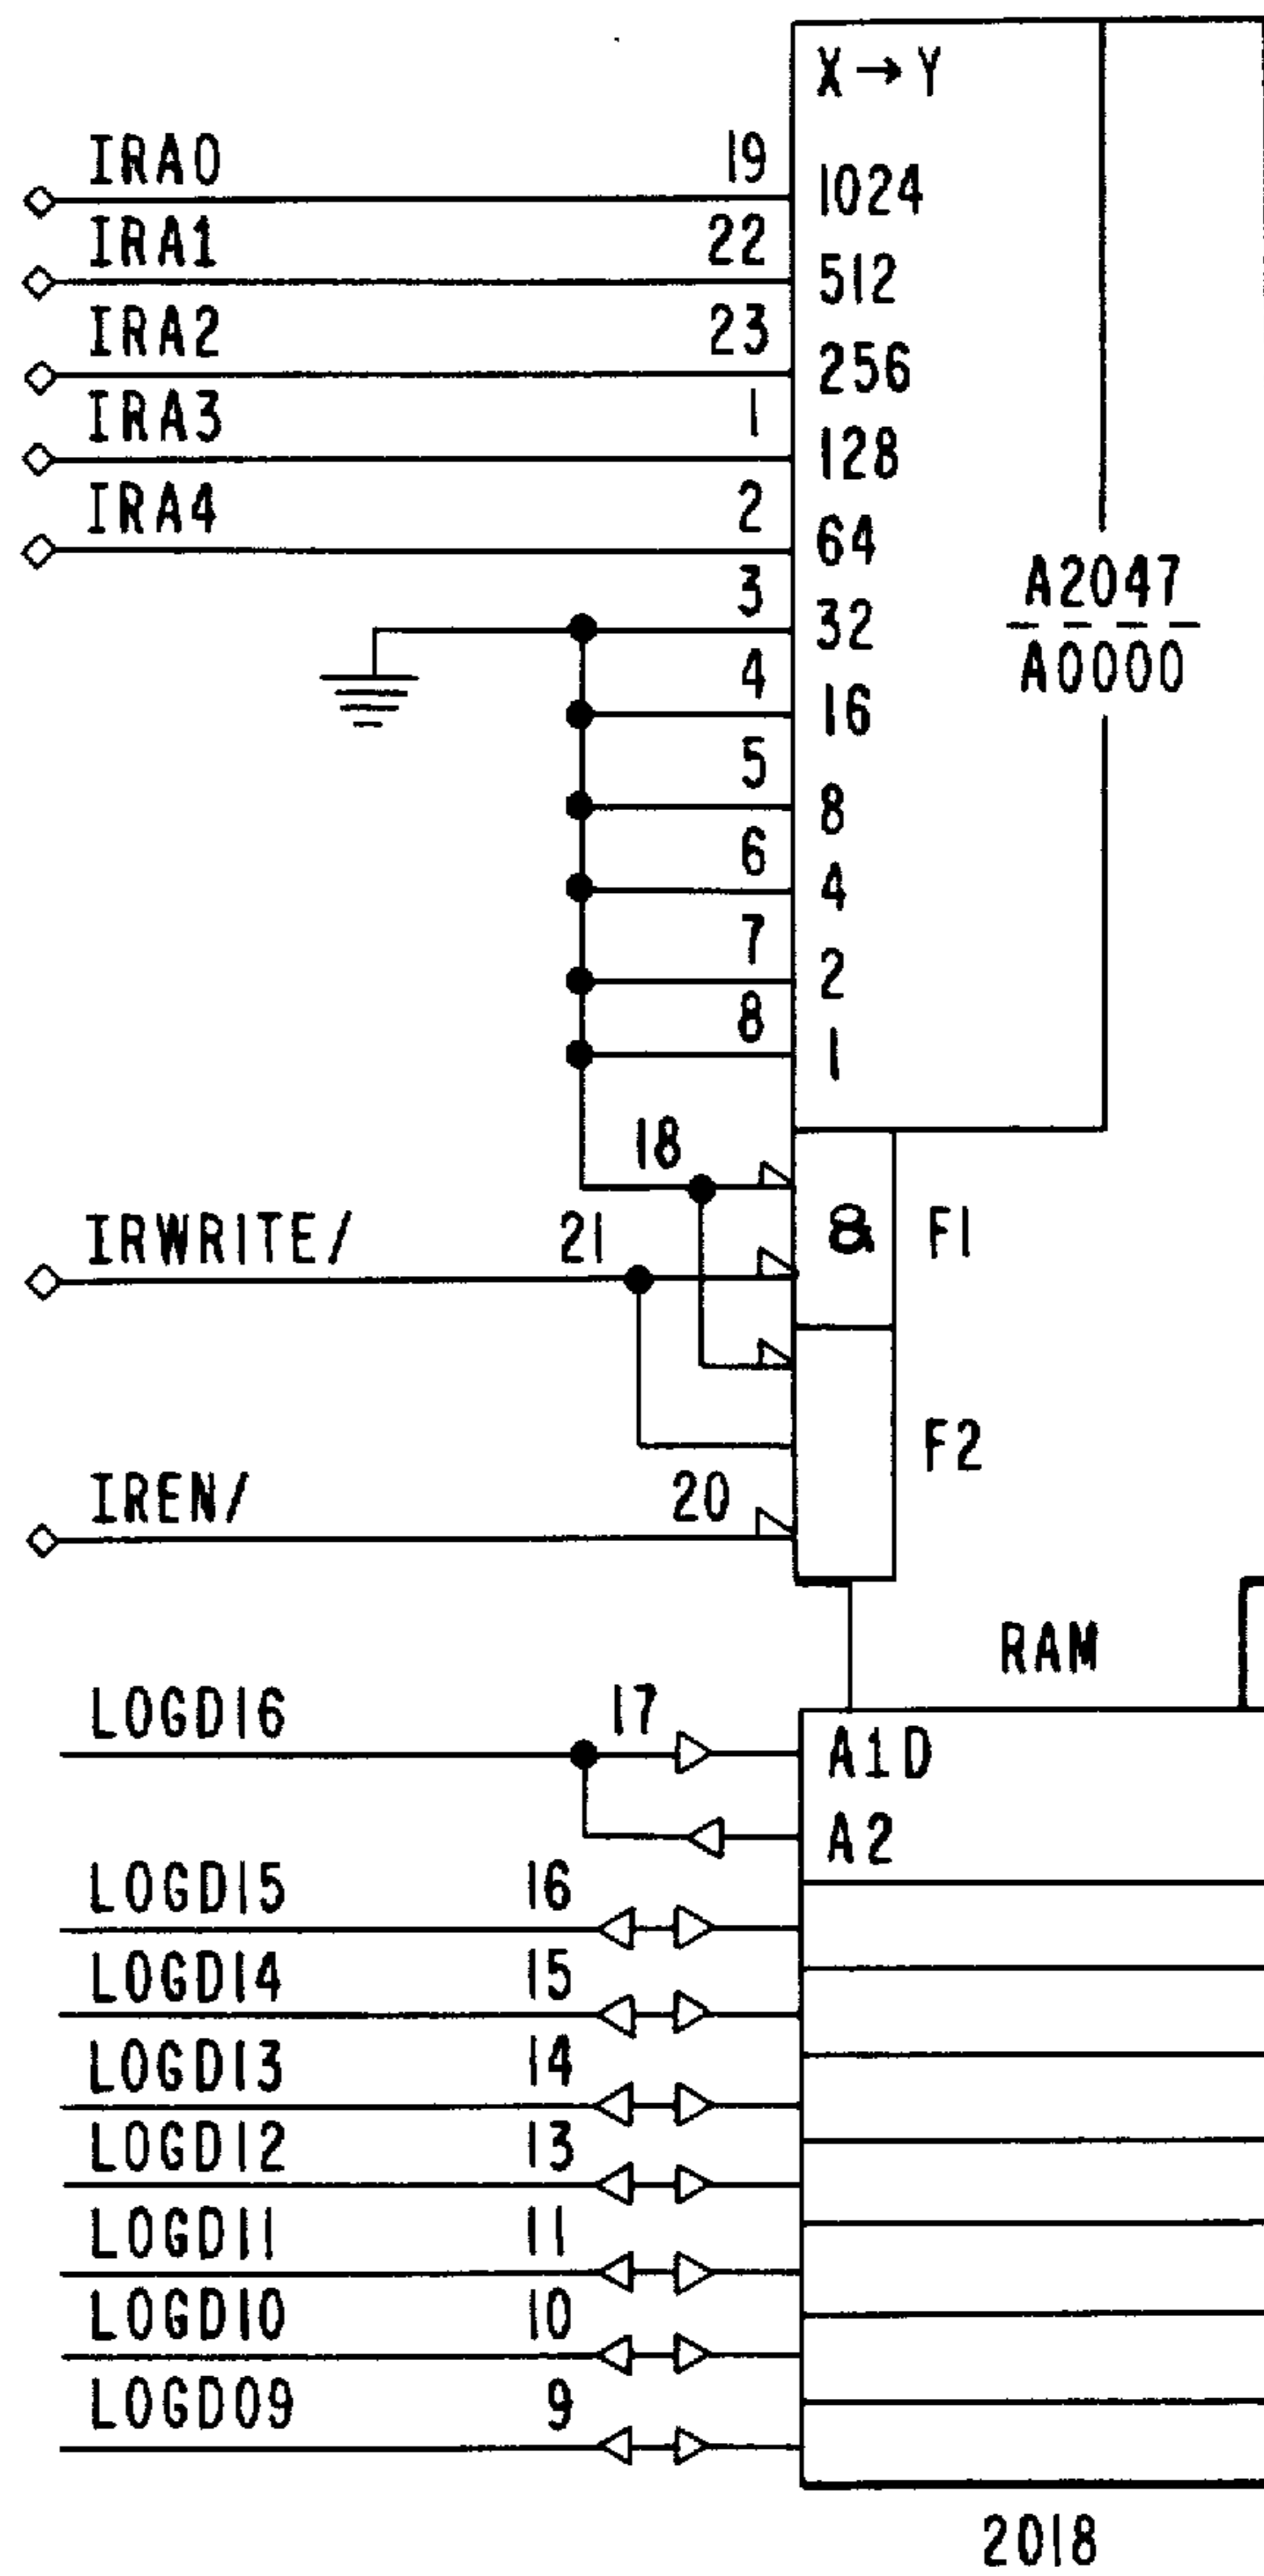 X→Y
IRA0 19 1024
IRA1 22 512
IRA2 23 256
IRA3 1 128
IRA4 2 64
A2047
A0000
3 32
4 16
5 8
6 4
7 2
8 1
18
IRWRITE/ 21 & F1
F2
IREN/ 20
RAM
LOGD16 17 A1D
A2
LOGD15 16
LOGD14 15
LOGD13 14
LOGD12 13
LOGD11 11
LOGD10 10
LOGD09 9
2018